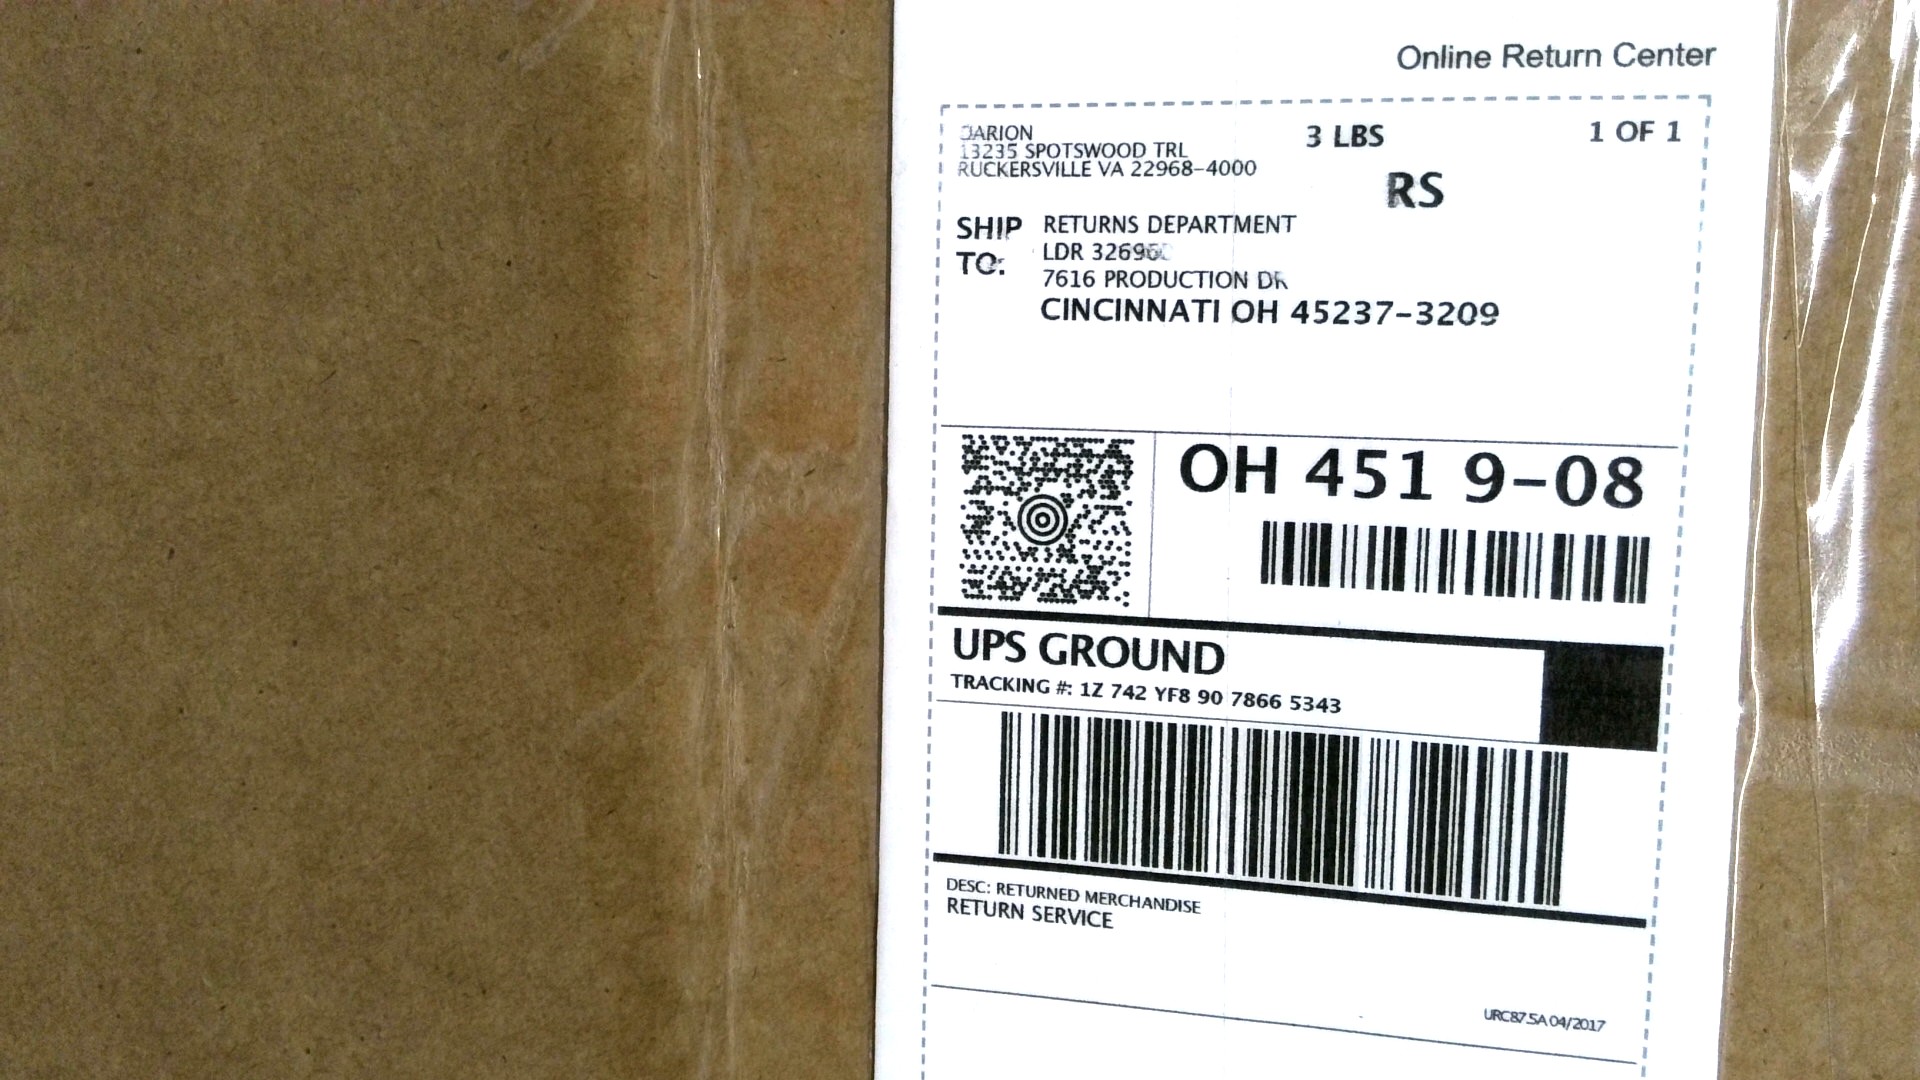 Online Return Center
3 LBS
1 OF 1
13235 SPOTSWOOD TRL
RUCKERSVILLE VA 22968-4000
RS
SHIP TO:
RETURNS DEPARTMENT
LDR
7616 PRODUCTION DR
CINCINNATI OH 45237-3209
OH 451 9-08
UPS GROUND
TRACKING #: 1Z 742 YF8 90 7866 5343
DESC: RETURNED MERCHANDISE
RETURN SERVICE
URC87.5A 04/2017